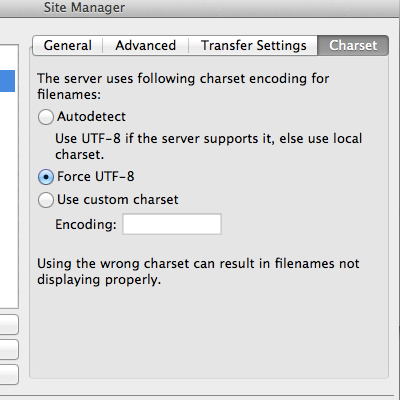 Site Manager
General Advanced Transfer Settings Charset
The server uses following charset encoding for
filenames:
Autodetect
Use UTF-8 if the server supports it, else use local
charset.
Force UTF-8
Use custom charset
Encoding:
Using the wrong charset can result in filenames not
displaying properly.